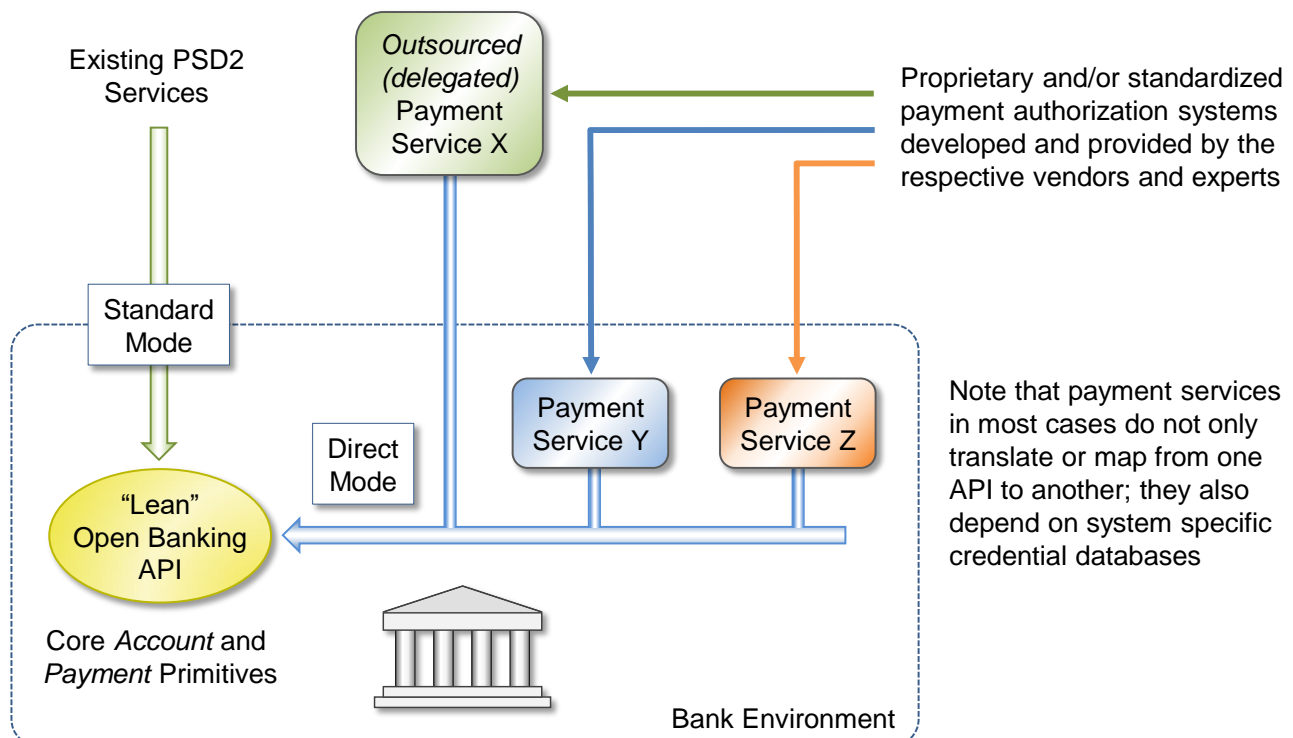 Existing PSD2
Services
Outsourced
(delegated)
Payment
Service X
Proprietary and/or standardized
payment authorization systems
developed and provided by the
respective vendors and experts
Standard
Mode
Payment
Service Y
Payment
Service Z
Direct
Mode
Note that payment services
in most cases do not only
translate or map from one
API to another; they also
depend on system specific
credential databases
“Lean”
Open Banking
API
Core Account and
Payment Primitives
Bank Environment